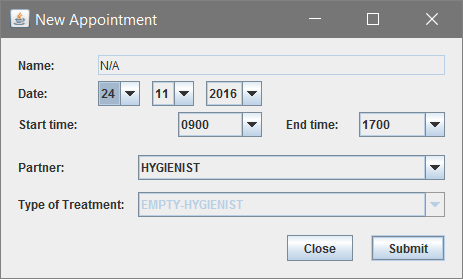 New Appointment
Name: N/A
Date: 24 11 2016
Start time: 0900 End time: 1700
Partner: HYGIENIST
Type of Treatment: EMPTY-HYGIENIST
Close Submit